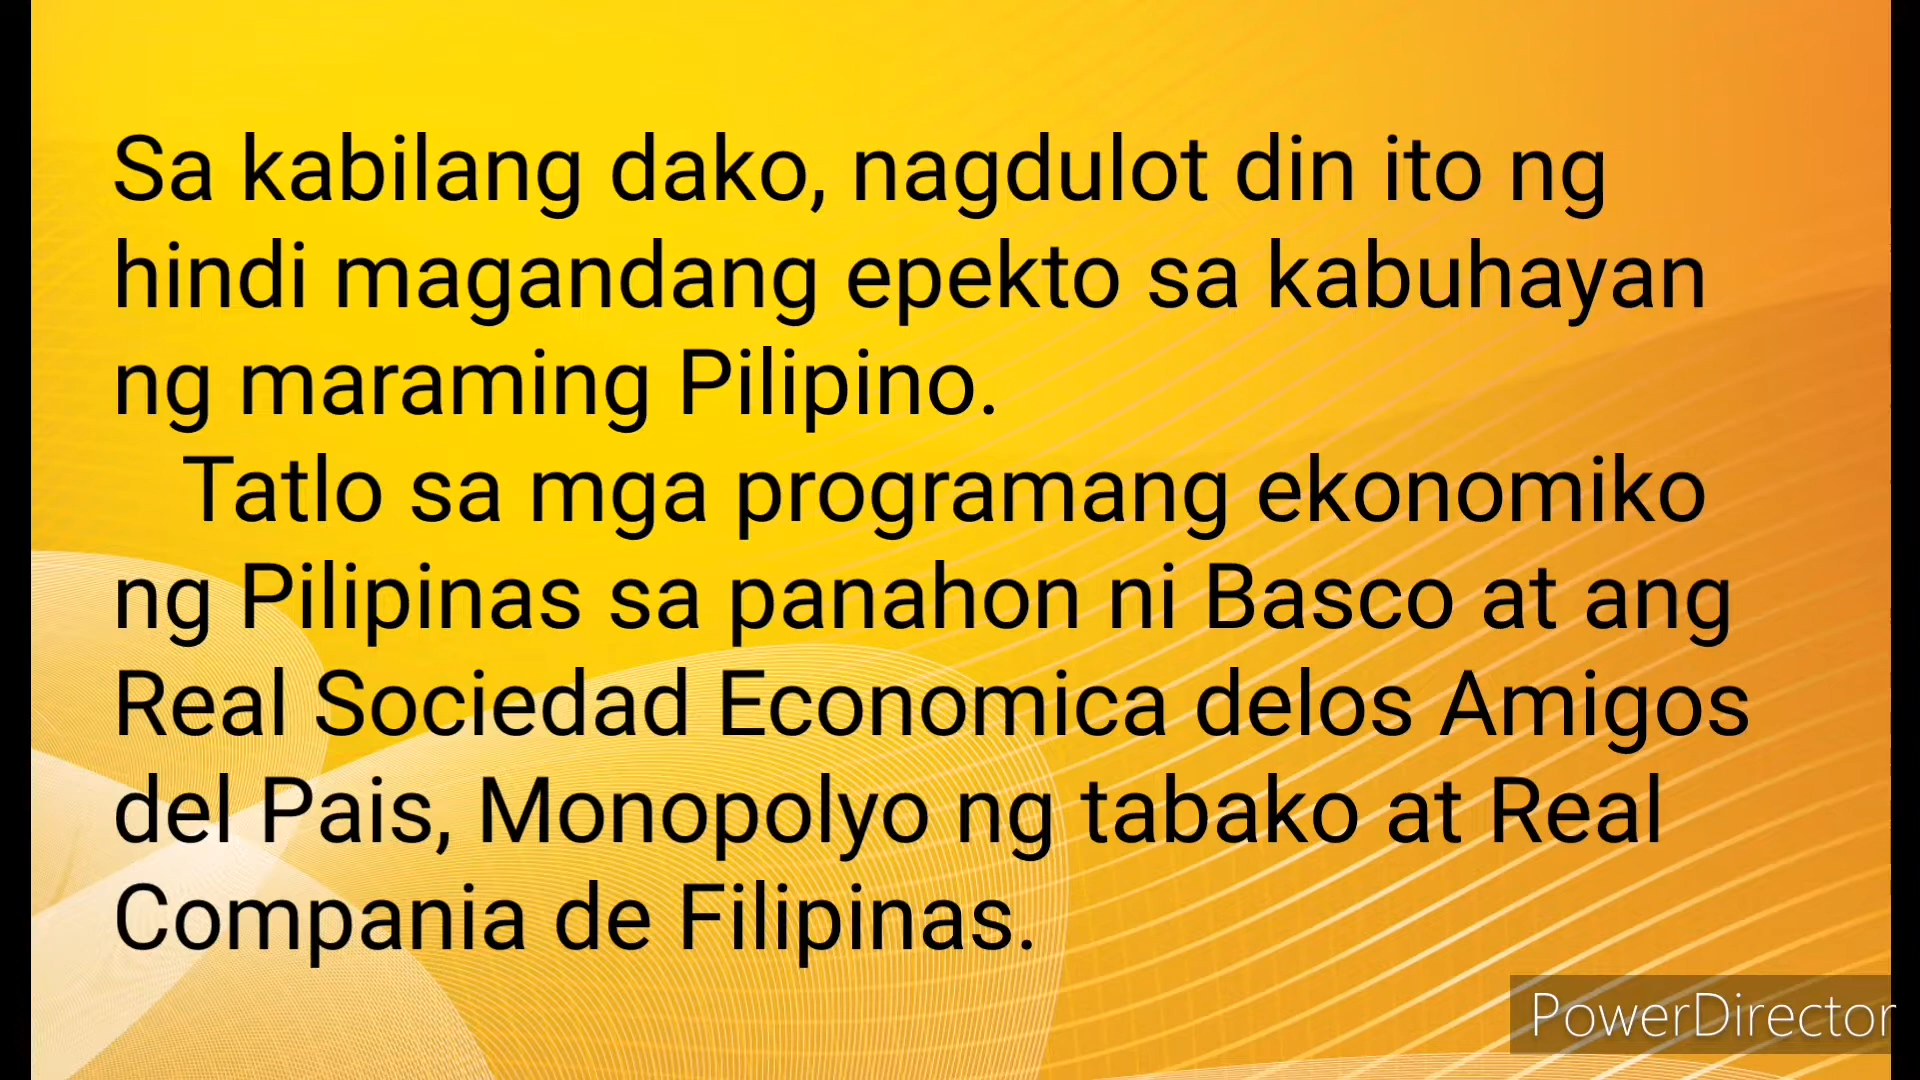 Sa kabilang dako, nagdulot din ito ng
hindi magandang epekto sa kabuhayan
ng maraming Pilipino.
Tatlo sa mga programang ekonomiko
ng Pilipinas sa panahon ni Basco at ang
Real Sociedad Economica delos Amigos
del Pais, Monopolyo ng tabako at Real
Compania de Filipinas.
PowerDirector